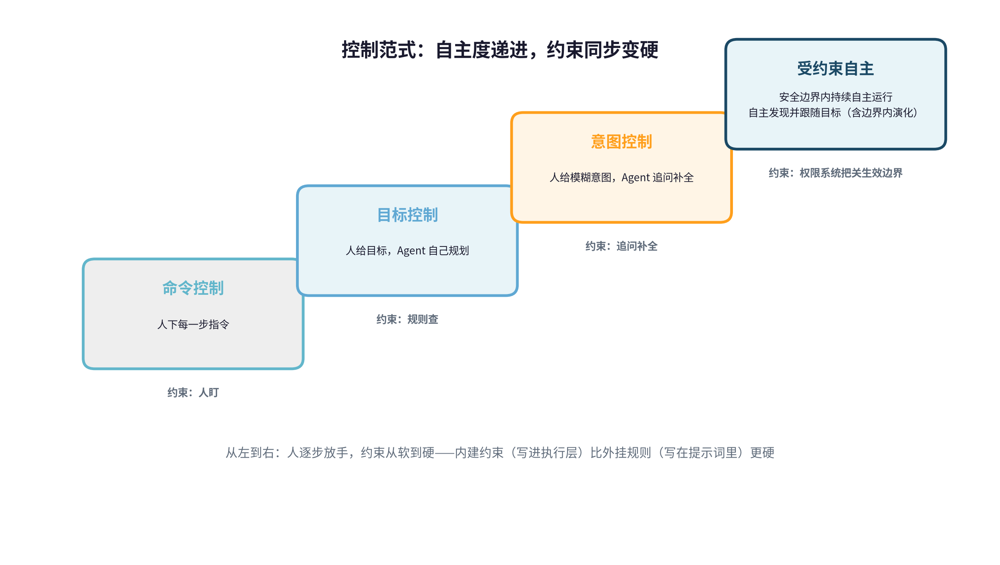 控制范式：自主度递进，约束同步变硬
命令控制
人下每一步指令
约束：人盯
目标控制
人给目标，Agent 自己规划
约束：规则查
意图控制
人给模糊意图，Agent 追问补全
约束：追问补全
受约束自主
安全边界内持续自主运行
自主发现并跟随目标（含边界内演化）
约束：权限系统把关生效边界
从左到右：人逐步放手，约束从软到硬——内建约束（写进执行层）比外挂规则（写在提示词里）更硬